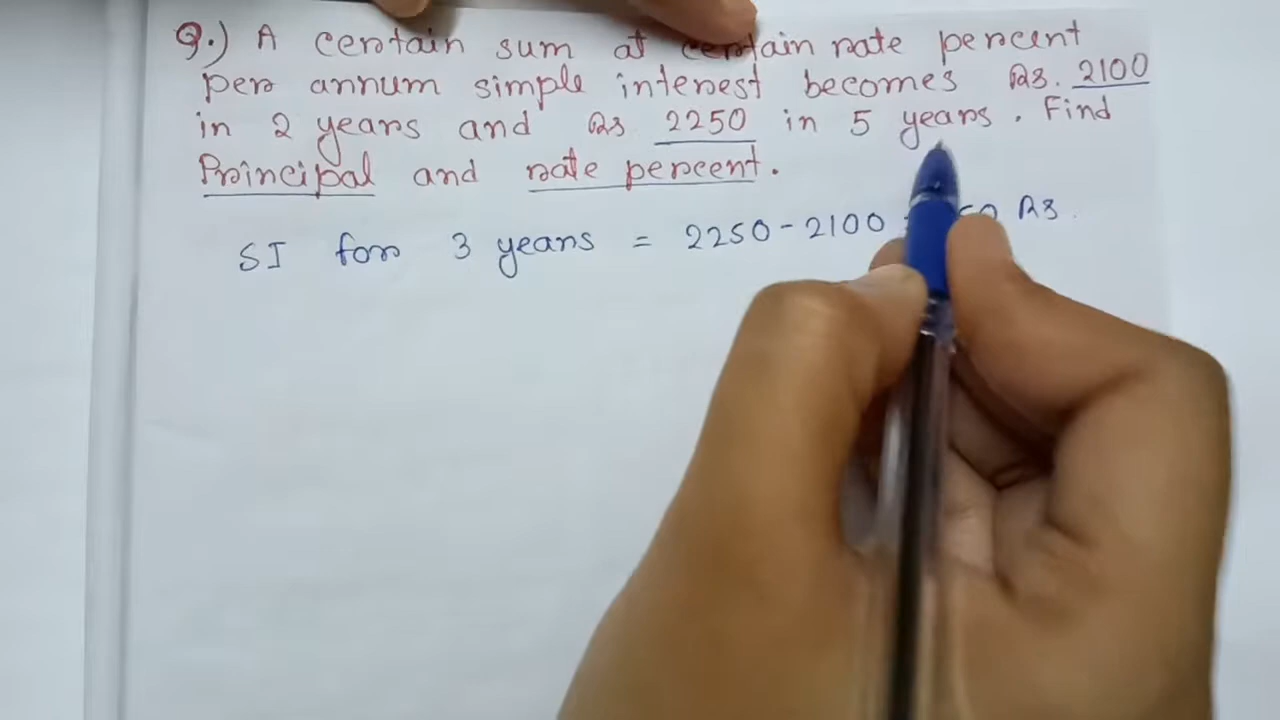 Q.) A certain sum at certain rate percent
per annum simple interest becomes Rs. 2100
in 2 years and Rs 2250 in 5 years. Find
Principal and rate percent.
SI for 3 years = 2250-2100 Rs